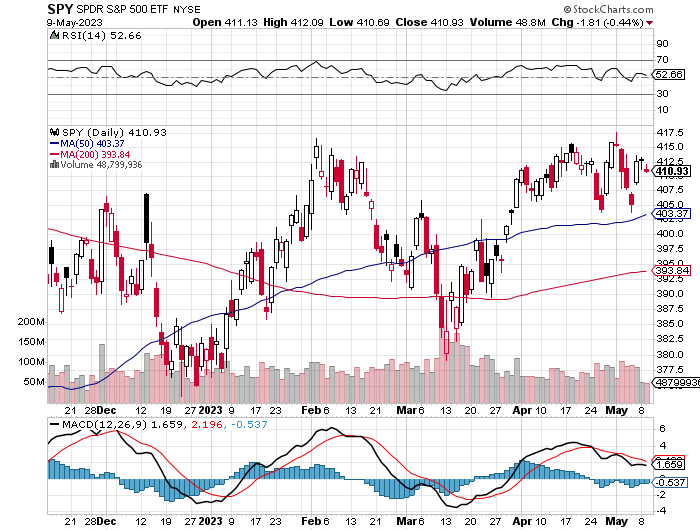 SPY SPDR S&P 500 ETF NYSE © StockCharts.com
9-May-2023 Open 411.13 High 412.09 Low 410.69 Close 410.93 Volume 48.8M Chg -1.81 (-0.44%)
RSI(14) 52.66
90
70
52.66
30
10
SPY (Daily) 410.93
MA(50) 403.37
MA(200) 393.84
Volume 48,799,936
417.5
415.0
412.5
410.93
407.5
405.0
403.37
400.0
397.5
395.0
393.84
390.0
387.5
385.0
382.5
380.0
377.5
48799936
200M
150M
100M
50M
21 28 Dec 12 19 27 2023 9 17 23 Feb 6 13 21 Mar 6 13 20 27 Apr 10 17 24 May 8
MACD(12,26,9) 1.659, 2.196, -0.537
6
4
1.659
-0.537
-2
-4
21 28 Dec 12 19 27 2023 9 17 23 Feb 6 13 21 Mar 6 13 20 27 Apr 10 17 24 May 8